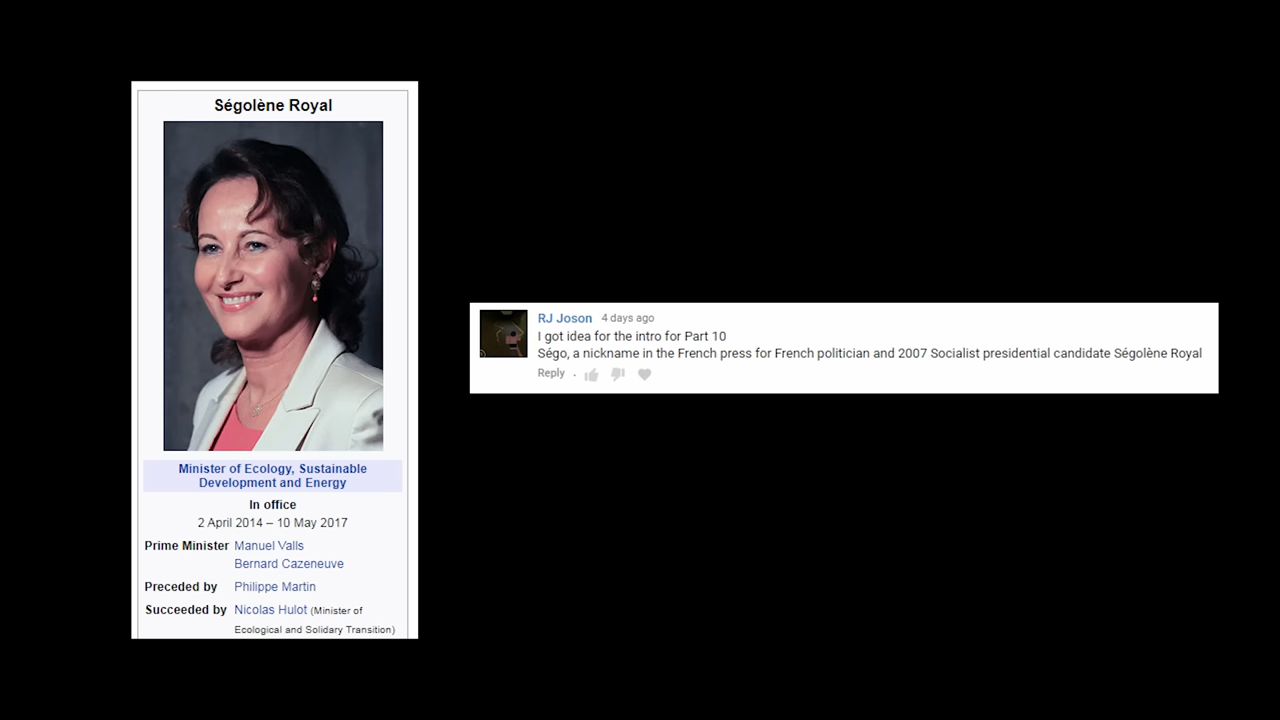 Ségolène Royal
Minister of Ecology, Sustainable
Development and Energy
In office
2 April 2014 – 10 May 2017
Prime Minister Manuel Valls
Bernard Cazeneuve
Preceded by Philippe Martin
Succeeded by Nicolas Hulot (Minister of
Ecological and Solidary Transition)
RJ Joson 4 days ago
I got idea for the intro for Part 10
Ségo, a nickname in the French press for French politician and 2007 Socialist presidential candidate Ségolène Royal
Reply .